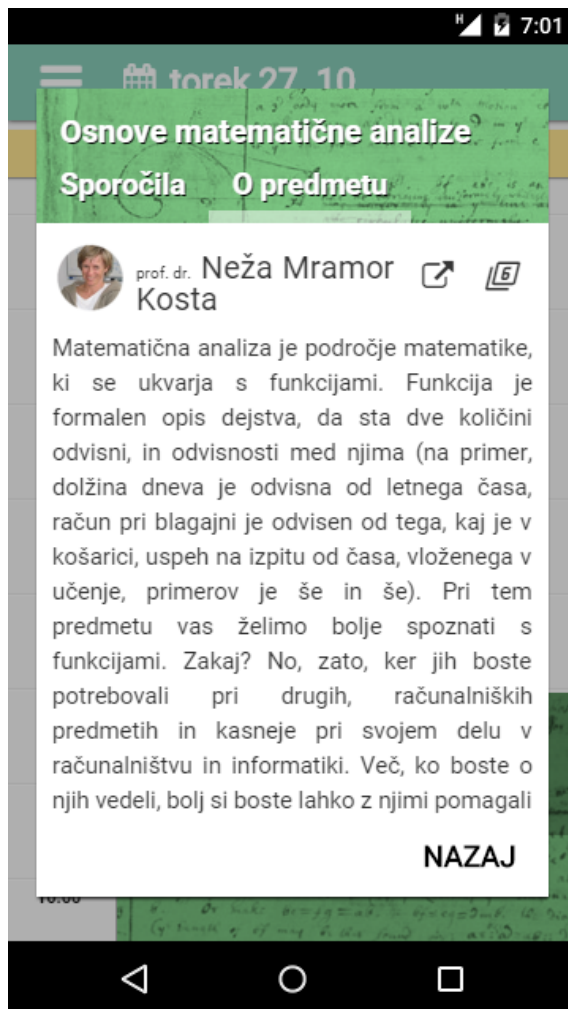 H 7:01
torek 27. 10.
Osnove matematične analize
Sporočila O predmetu
prof. dr. Neža Mramor
Kosta
6
Matematična analiza je področje matematike,
ki se ukvarja s funkcijami. Funkcija je
formalen opis dejstva, da sta dve količini
odvisni, in odvisnosti med njima (na primer,
dolžina dneva je odvisna od letnega časa,
račun pri blagajni je odvisen od tega, kaj je v
košarici, uspeh na izpitu od časa, vloženega v
učenje, primerov je še in še). Pri tem
predmetu vas želimo bolje spoznati s
funkcijami. Zakaj? No, zato, ker jih boste
potrebovali pri drugih, računalniških
predmetih in kasneje pri svojem delu v
računalništvu in informatiki. Več, ko boste o
njih vedeli, bolj si boste lahko z njimi pomagali
NAZAJ
10:00